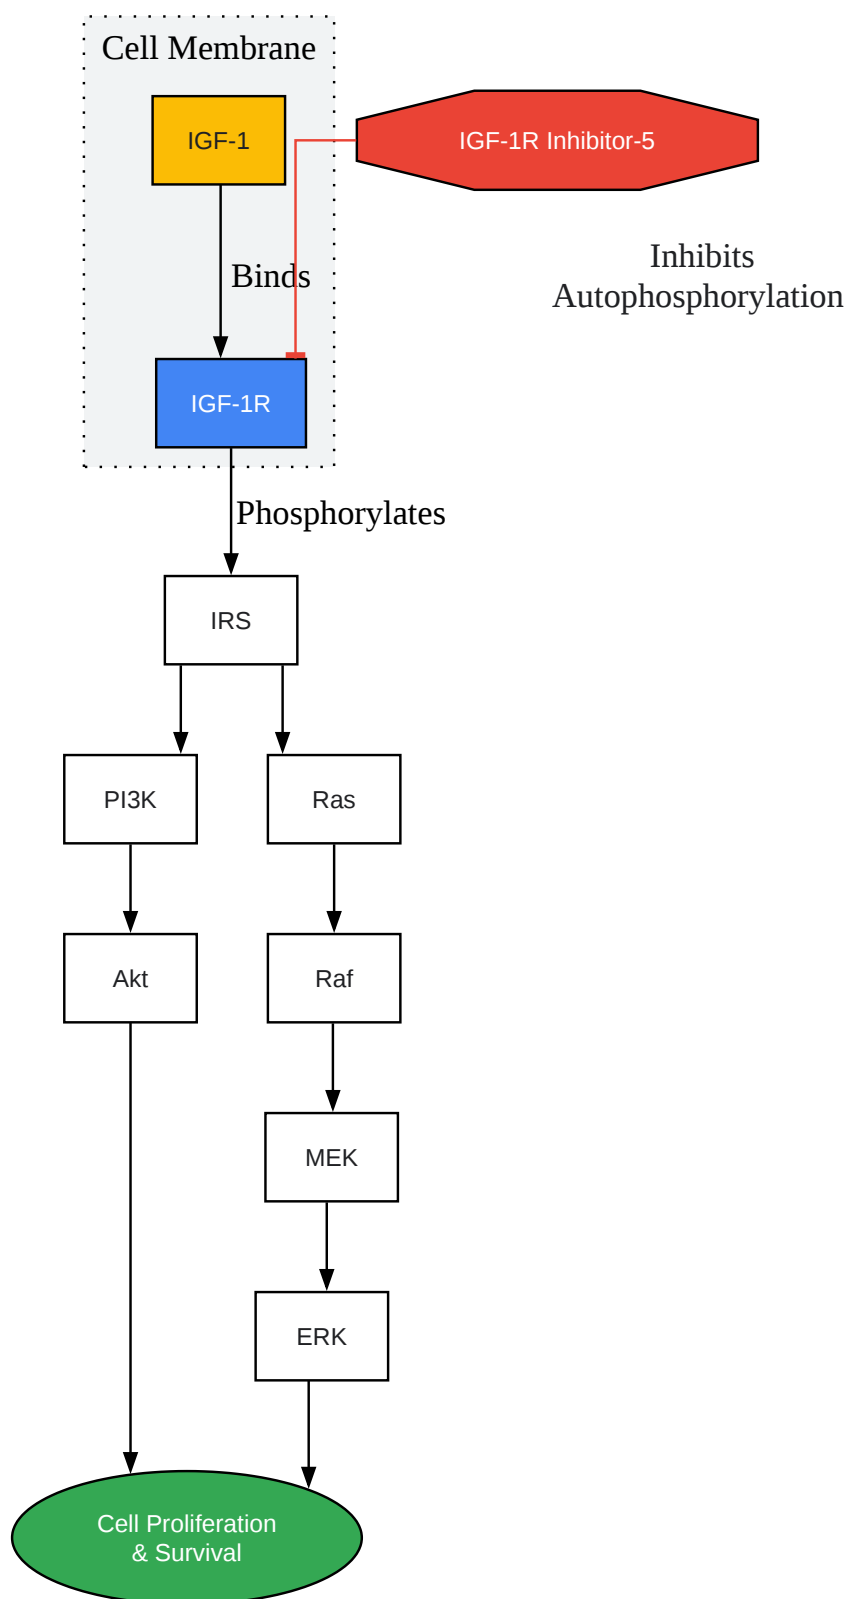 Cell Membrane
IGF-1
IGF-1R Inhibitor-5
Binds
Inhibits
Autophosphorylation
IGF-1R
Phosphorylates
IRS
PI3K
Ras
Akt
Raf
MEK
ERK
Cell Proliferation
& Survival